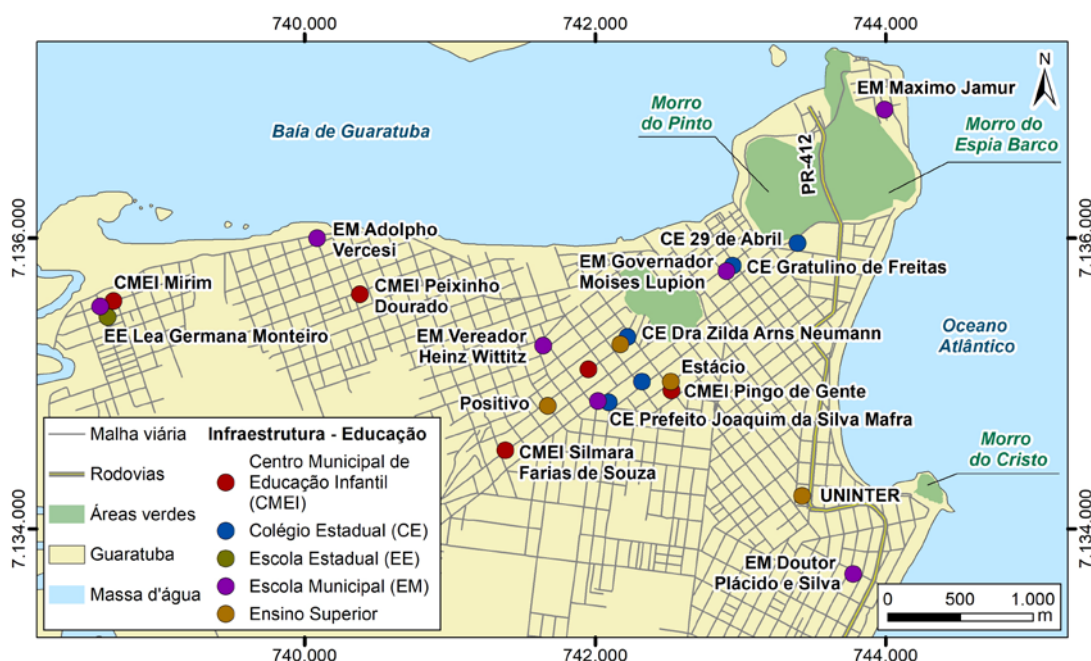 740.000
742.000
744.000
N
EM Maximo Jamur
Morro
do Pinto
Baía de Guaratuba
PR-412
Morro do
Espia Barco
7.136.000
7.136.000
EM Adolpho
Vercesi
CE 29 de Abril
EM Governador
Moises Lupion
CE Gratulino de Freitas
CMEI Mirim
CMEI Peixinho
Dourado
EE Lea Germana Monteiro
EM Vereador
Heinz Wittitz
CE Dra Zilda Arns Neumann
Oceano
Atlântico
Estácio
CMEI Pingo de Gente
Positivo
CE Prefeito Joaquim da Silva Mafra
CMEI Silmara
Farias de Souza
Morro
do Cristo
UNINTER
7.134.000
7.134.000
EM Doutor
Plácido e Silva
Malha viária
Rodovias
Áreas verdes
Guaratuba
Massa d'água
Infraestrutura - Educação
Centro Municipal de
Educação Infantil
(CMEI)
Colégio Estadual (CE)
Escola Estadual (EE)
Escola Municipal (EM)
Ensino Superior
0 500 1.000
m
740.000
742.000
744.000